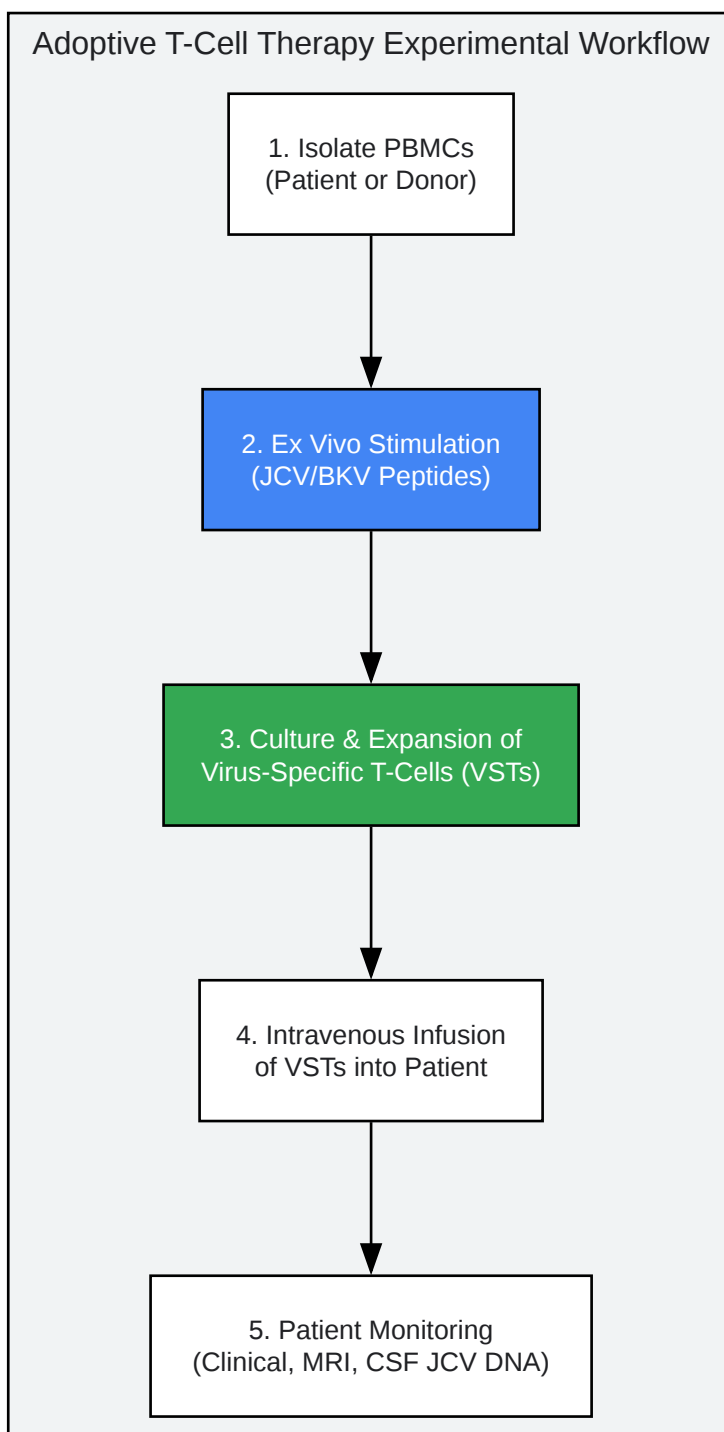 Adoptive T-Cell Therapy Experimental Workflow
1. Isolate PBMCs
(Patient or Donor)
2. Ex Vivo Stimulation
(JCV/BKV Peptides)
3. Culture & Expansion of
Virus-Specific T-Cells (VSTs)
4. Intravenous Infusion
of VSTs into Patient
5. Patient Monitoring
(Clinical, MRI, CSF JCV DNA)